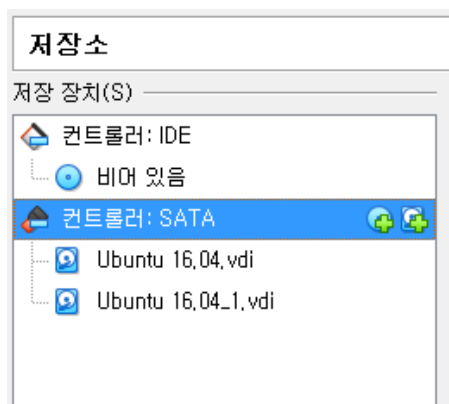 저장소
저장 장치(S)
컨트롤러: IDE
비어 있음
컨트롤러: SATA
Ubuntu 16,04,vdi
Ubuntu 16,04_1,vdi